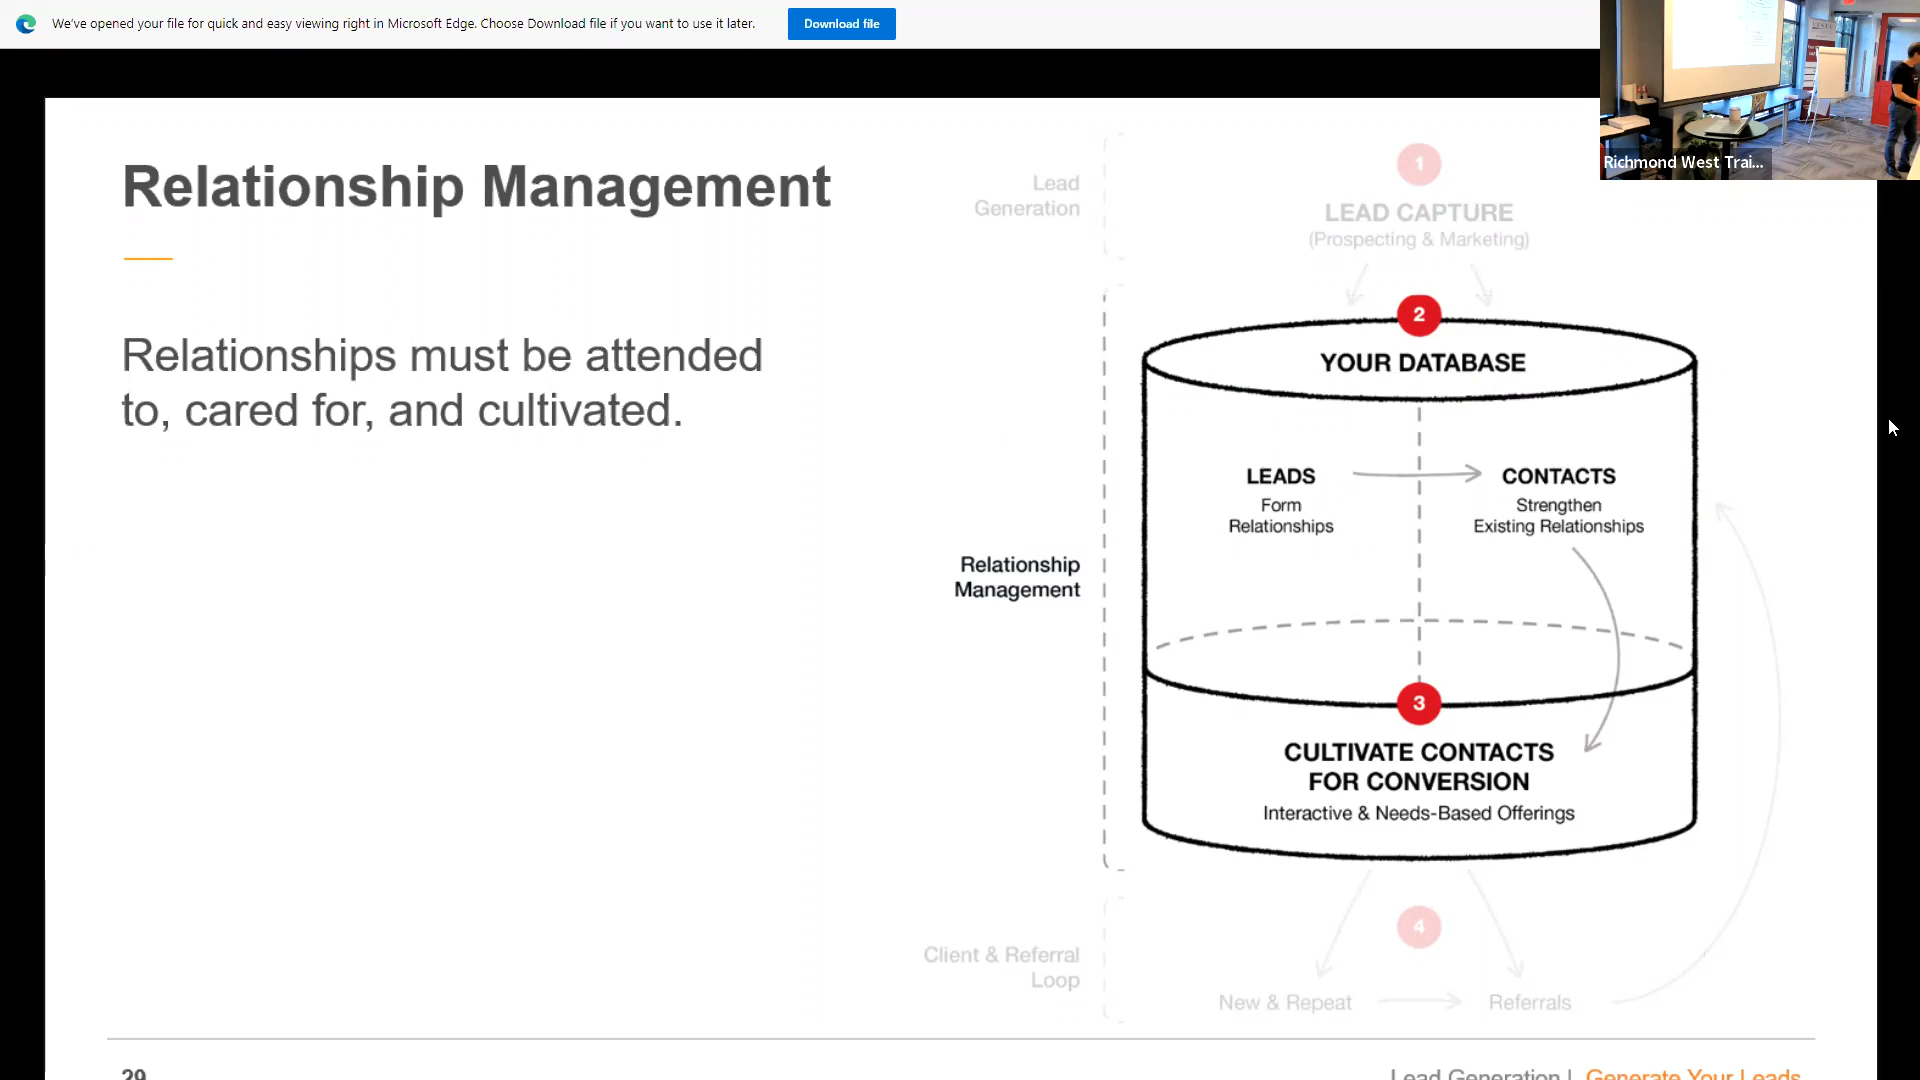 We've opened your file for quick and easy viewing right in Microsoft Edge. Choose Download file if you want to use it later.
Download file
Richmond West Trai...
Relationship Management
Relationships must be attended
to, cared for, and cultivated.
Lead
Generation
1
LEAD CAPTURE
(Prospecting & Marketing)
2
YOUR DATABASE
LEADS
Form
Relationships
CONTACTS
Strengthen
Existing Relationships
Relationship
Management
3
CULTIVATE CONTACTS
FOR CONVERSION
Interactive & Needs-Based Offerings
4
Client & Referral
Loop
New & Repeat
Referrals
29
Lead Generation | Generate Your Leads